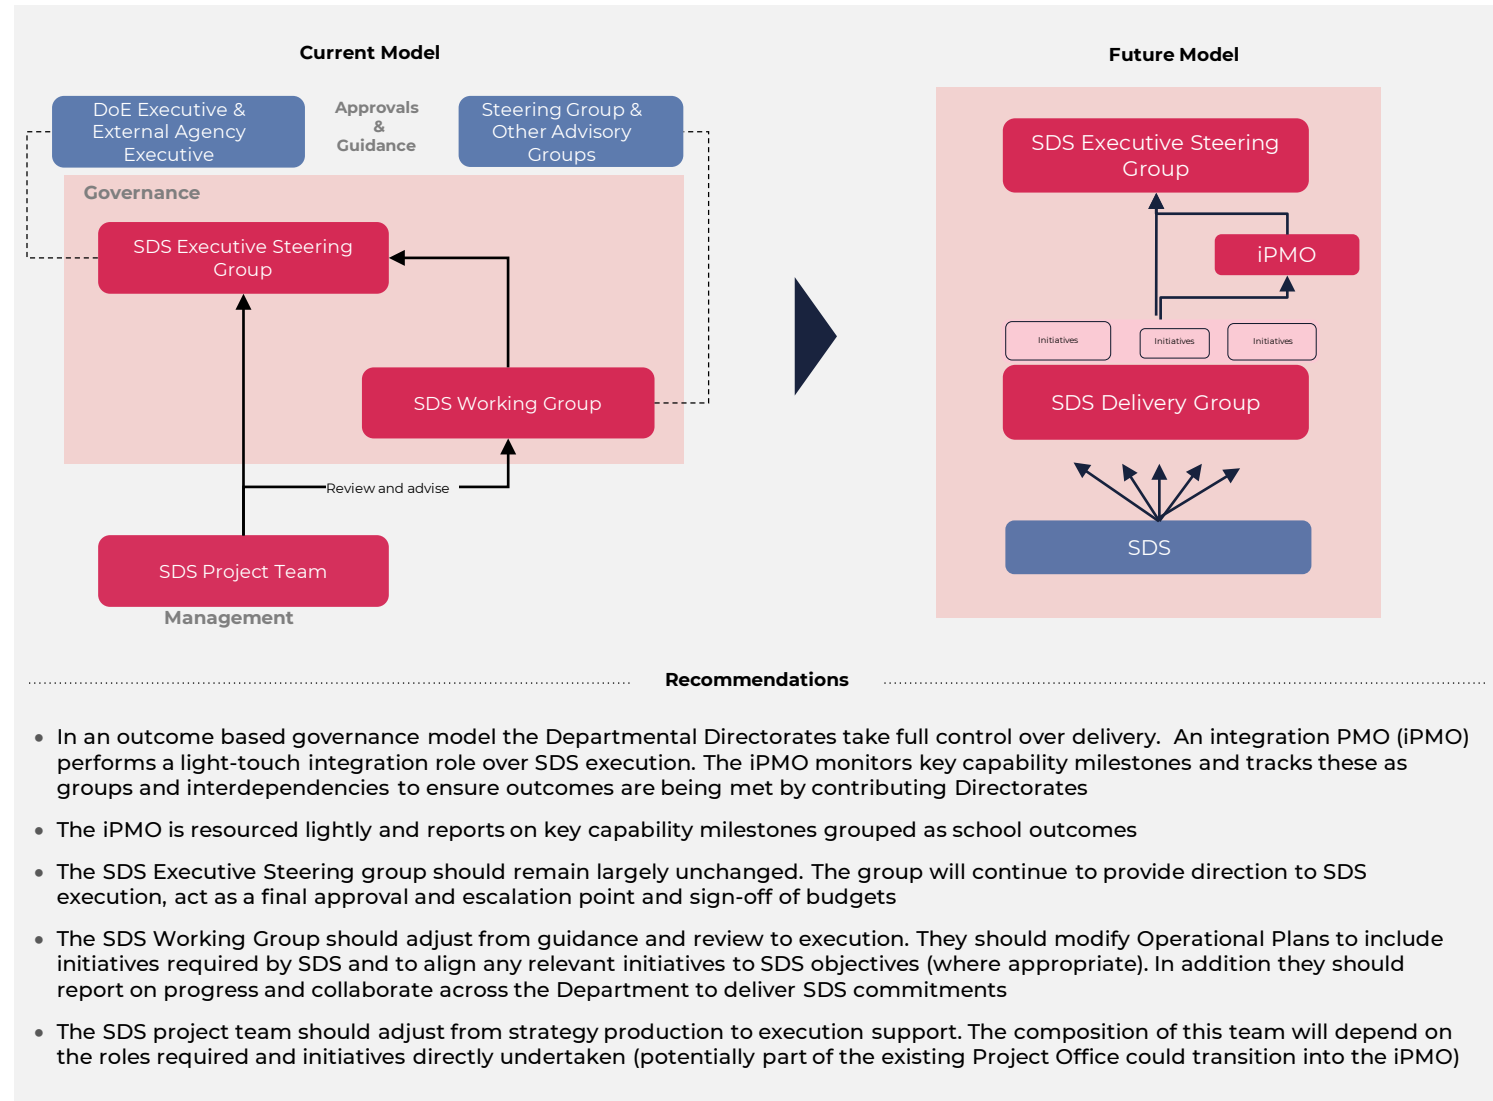 Current Model
DoE Executive &
External Agency
Executive
Approvals
&
Guidance
Steering Group &
Other Advisory
Groups
Governance
SDS Executive Steering
Group
SDS Working Group
Review and advise
SDS Project Team
Management
Future Model
SDS Executive Steering
Group
iPMO
Initiatives
Initiatives
Initiatives
SDS Delivery Group
SDS
Recommendations
• In an outcome based governance model the Departmental Directorates take full control over delivery. An integration PMO (iPMO)
performs a light-touch integration role over SDS execution. The iPMO monitors key capability milestones and tracks these as
groups and interdependencies to ensure outcomes are being met by contributing Directorates
• The iPMO is resourced lightly and reports on key capability milestones grouped as school outcomes
• The SDS Executive Steering group should remain largely unchanged. The group will continue to provide direction to SDS
execution, act as a final approval and escalation point and sign-off of budgets
• The SDS Working Group should adjust from guidance and review to execution. They should modify Operational Plans to include
initiatives required by SDS and to align any relevant initiatives to SDS objectives (where appropriate). In addition they should
report on progress and collaborate across the Department to deliver SDS commitments
• The SDS project team should adjust from strategy production to execution support. The composition of this team will depend on
the roles required and initiatives directly undertaken (potentially part of the existing Project Office could transition into the iPMO)